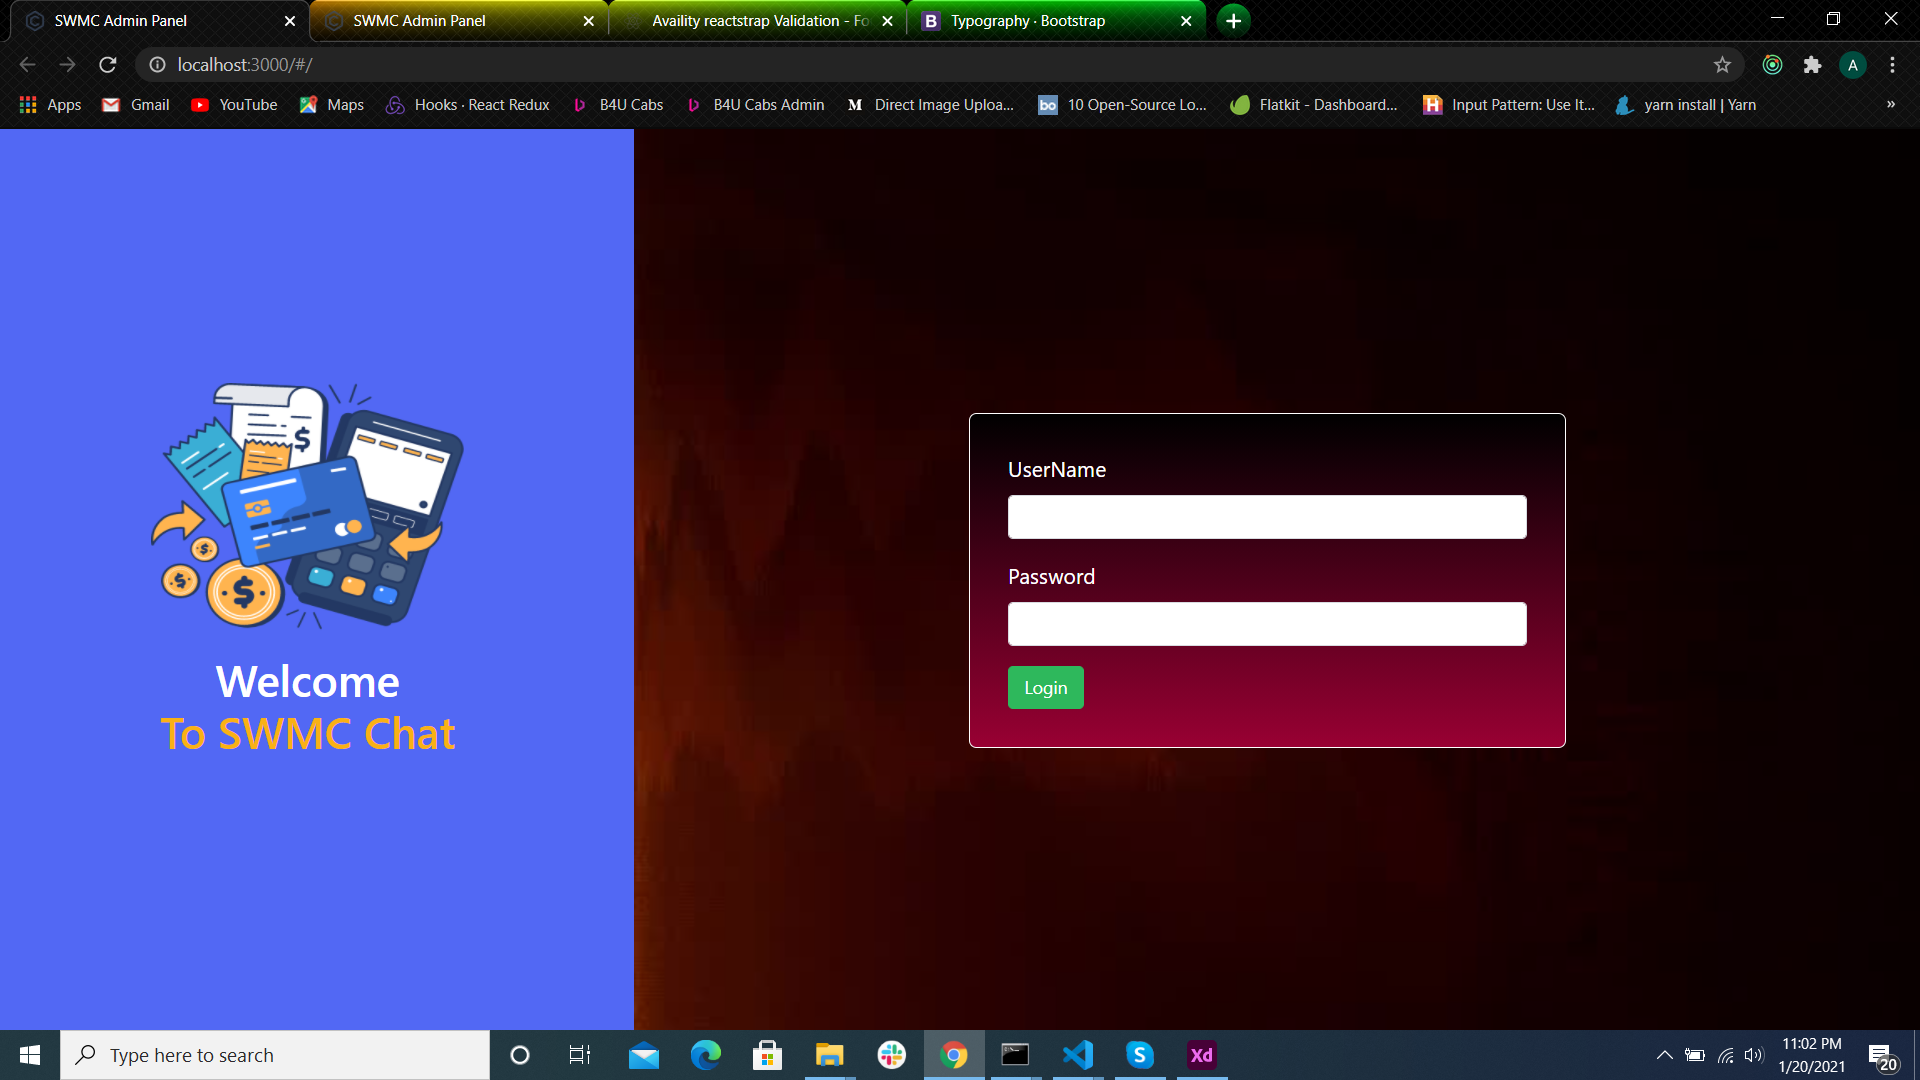 SWMC Admin Panel
SWMC Admin Panel
Availity reactstrap Validation - Fo
Typography · Bootstrap
localhost:3000/#/
A
Apps
Gmail
YouTube
Maps
Hooks · React Redux
B4U Cabs
B4U Cabs Admin
Direct Image Uploa...
10 Open-Source Lo...
Flatkit - Dashboard...
Input Pattern: Use It...
yarn install | Yarn
»
UserName
Password
Login
Welcome
To SWMC Chat
Type here to search
Xd
11:02 PM
1/20/2021
20